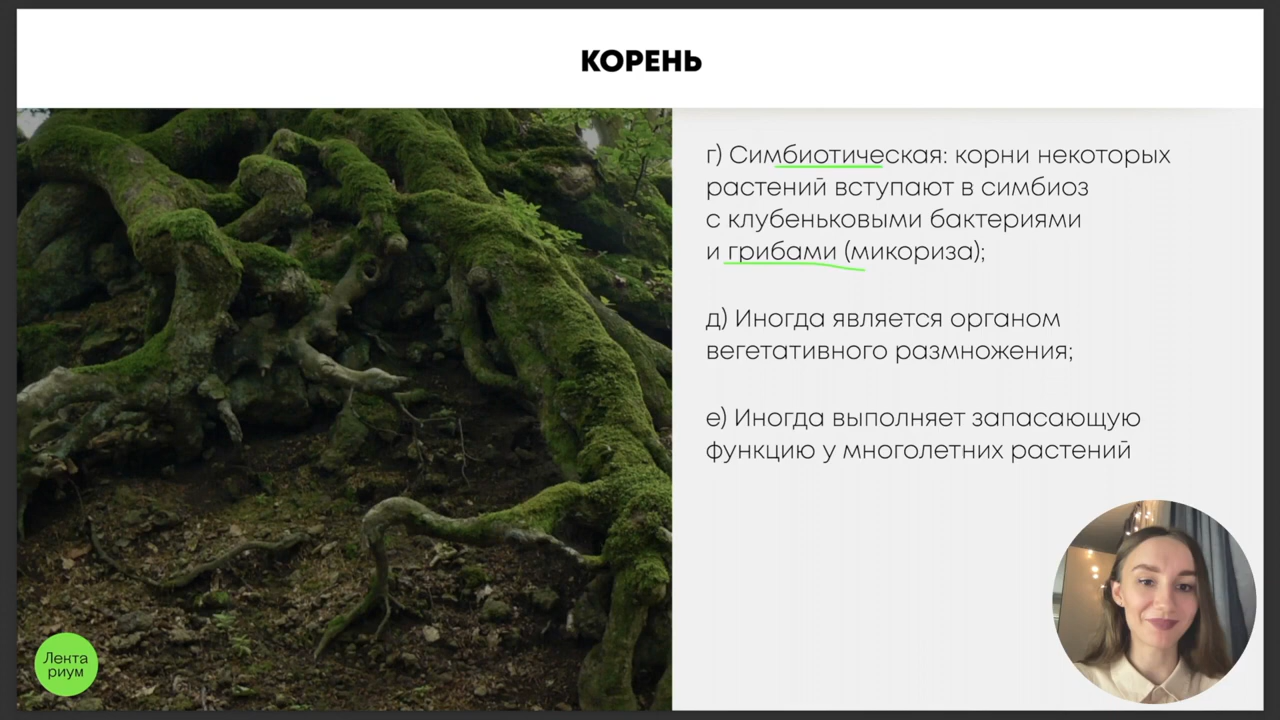 КОРЕНЬ
г) Симбиотическая: корни некоторых
растений вступают в симбиоз
с клубеньковыми бактериями
и грибами (микориза);
д) Иногда является органом
вегетативного размножения;
е) Иногда выполняет запасающую
функцию у многолетних растений
Лента
риум